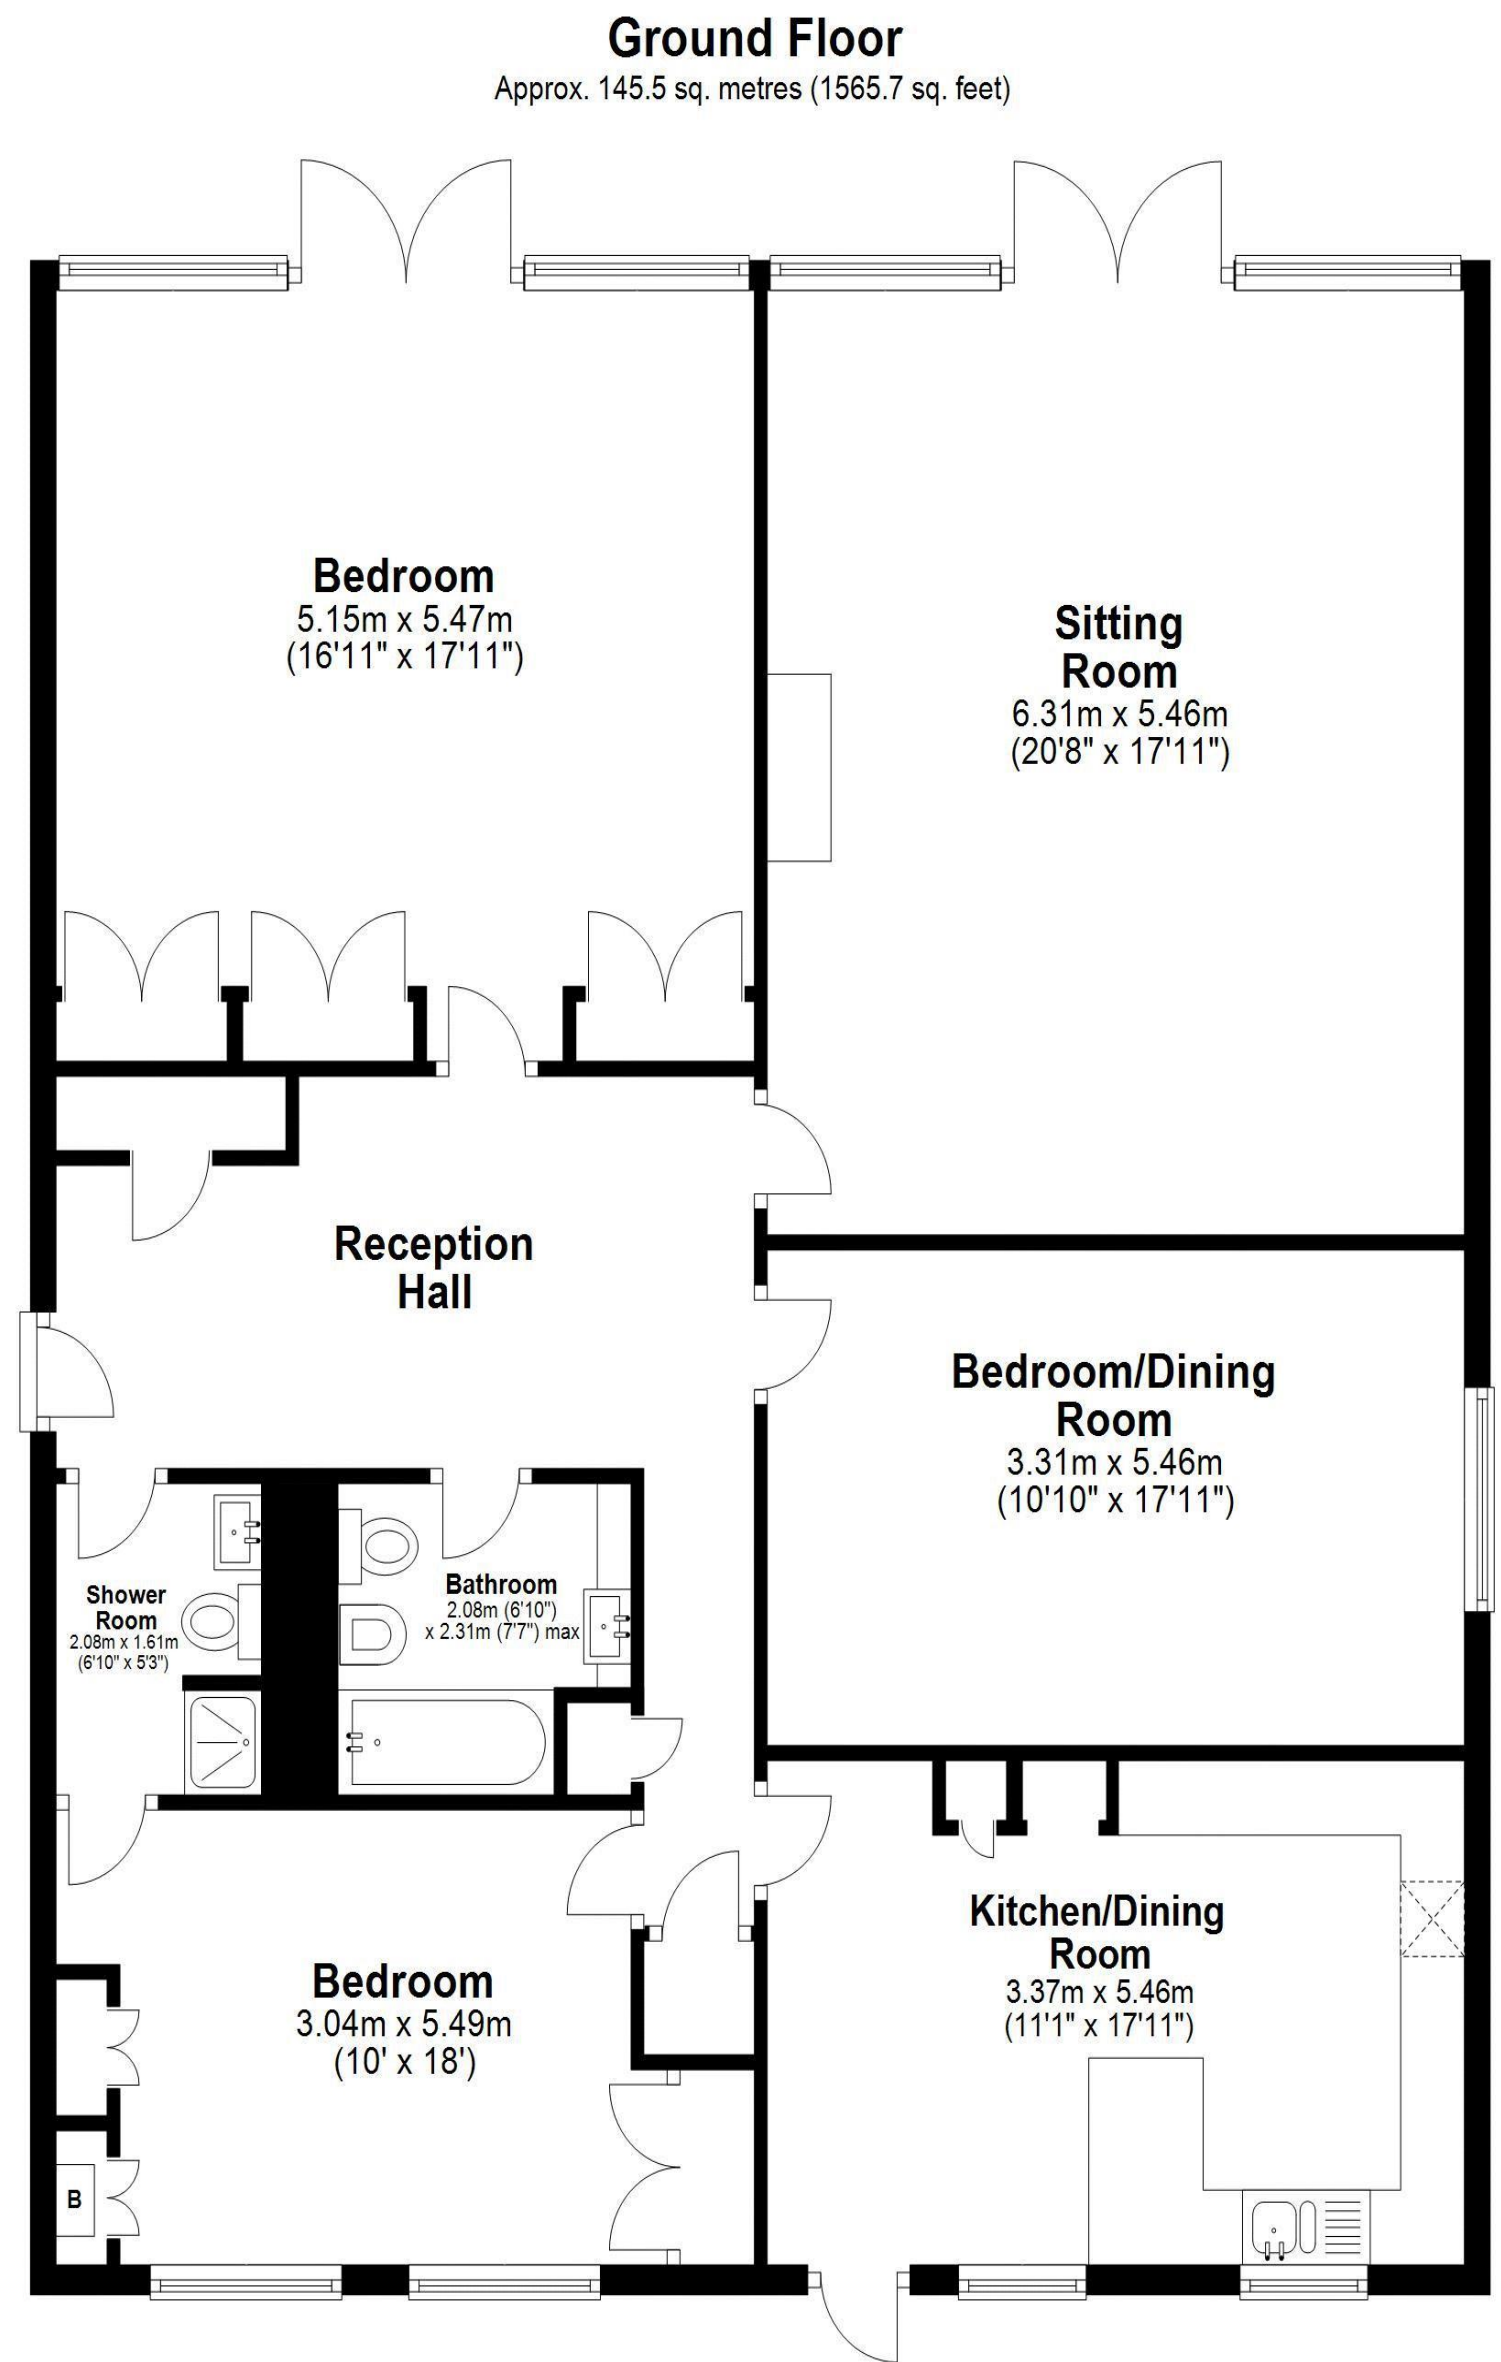 Ground Floor
Approx. 145.5 sq. metres (1565.7 sq. feet)
Bedroom
5.15m x 5.47m
(16'11" x 17'11")
Sitting
Room
6.31m x 5.46m
(20'8" x 17'11")
Reception
Hall
Bedroom/Dining
Room
3.31m x 5.46m
(10'10" x 17'11")
Shower
Room
2.08m x 1.61m
(6'10" x 5'3")
Bathroom
2.08m (6'10")
x 2.31m (7'7") max
Kitchen/Dining
Room
3.37m x 5.46m
(11'1" x 17'11")
Bedroom
3.04m x 5.49m
(10' x 18')
B